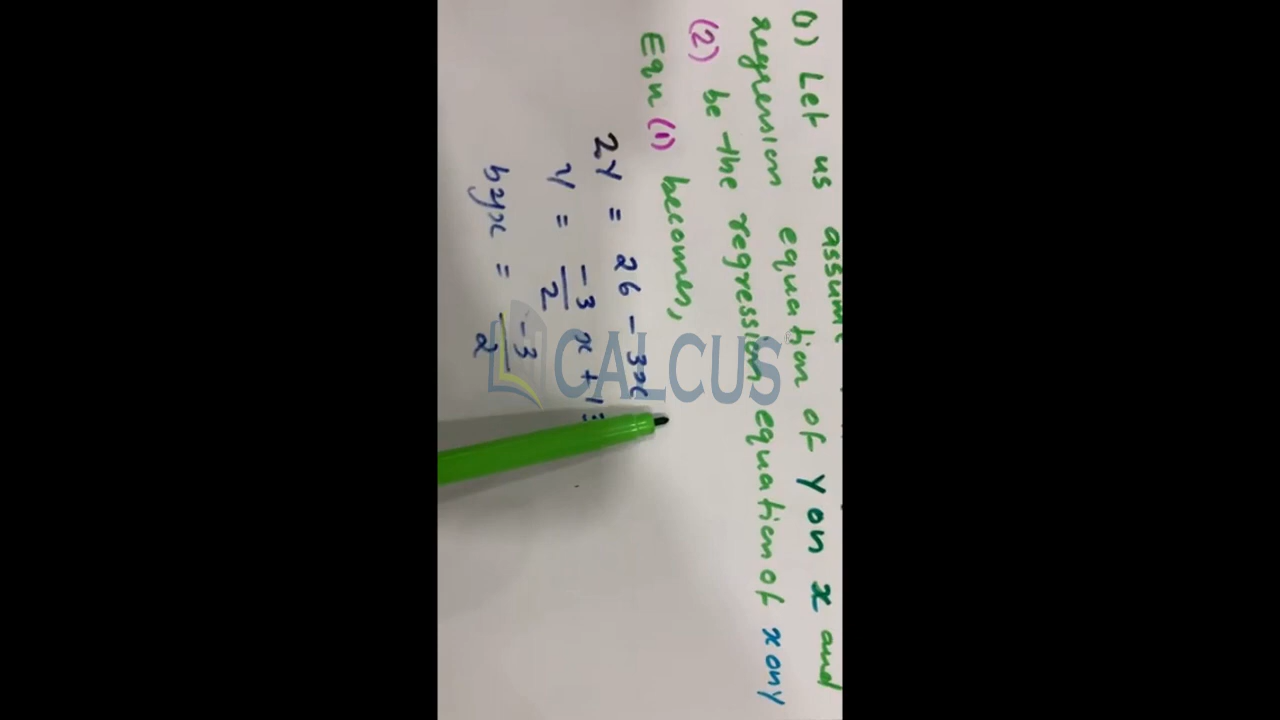 1) Let us assume
regression equation of Y on x and
(2) be the regression equation of x on y
Eqn (1) becomes,
2Y = 26 - 3x
Y = -3/2 x + 13
byx = -3/2
CALCUS